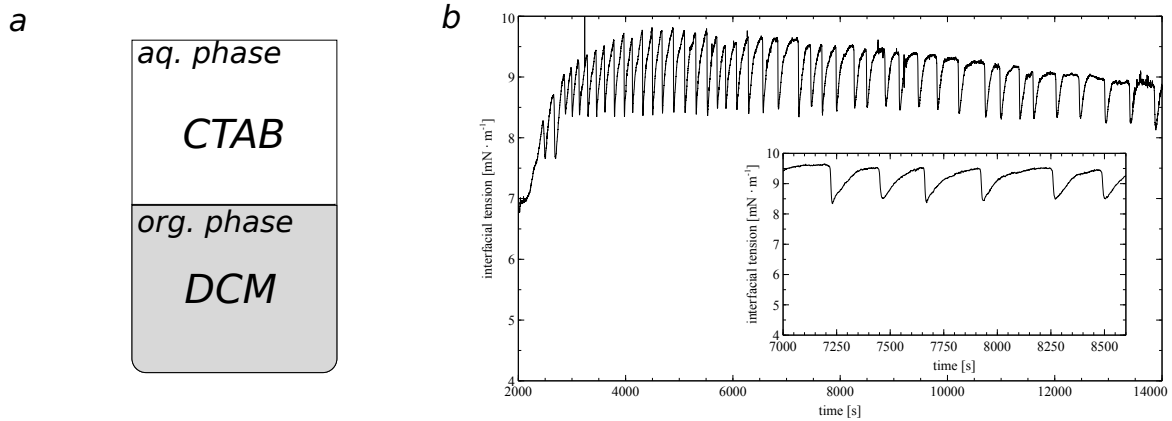 a
aq. phase
CTAB
org. phase
DCM
b
10
9
8
7
6
5
4
interfacial tension [mN · m⁻¹]
2000 4000 6000 8000 10000 12000 14000
time [s]
10
9
8
7
6
5
4
interfacial tension [mN · m⁻¹]
7000 7250 7500 7750 8000 8250 8500
time [s]